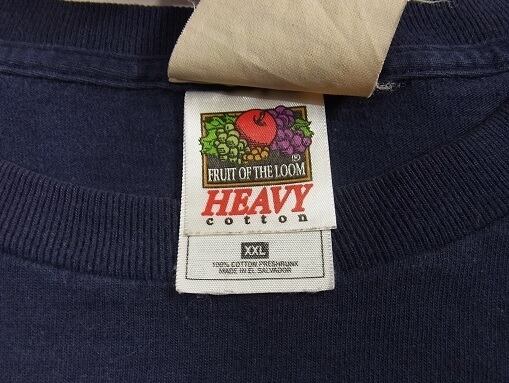 FRUIT OF THE LOOM ®
HEAVY
cotton
XXL
100% COTTON PRESHRUNK
MADE IN EL SALVADOR